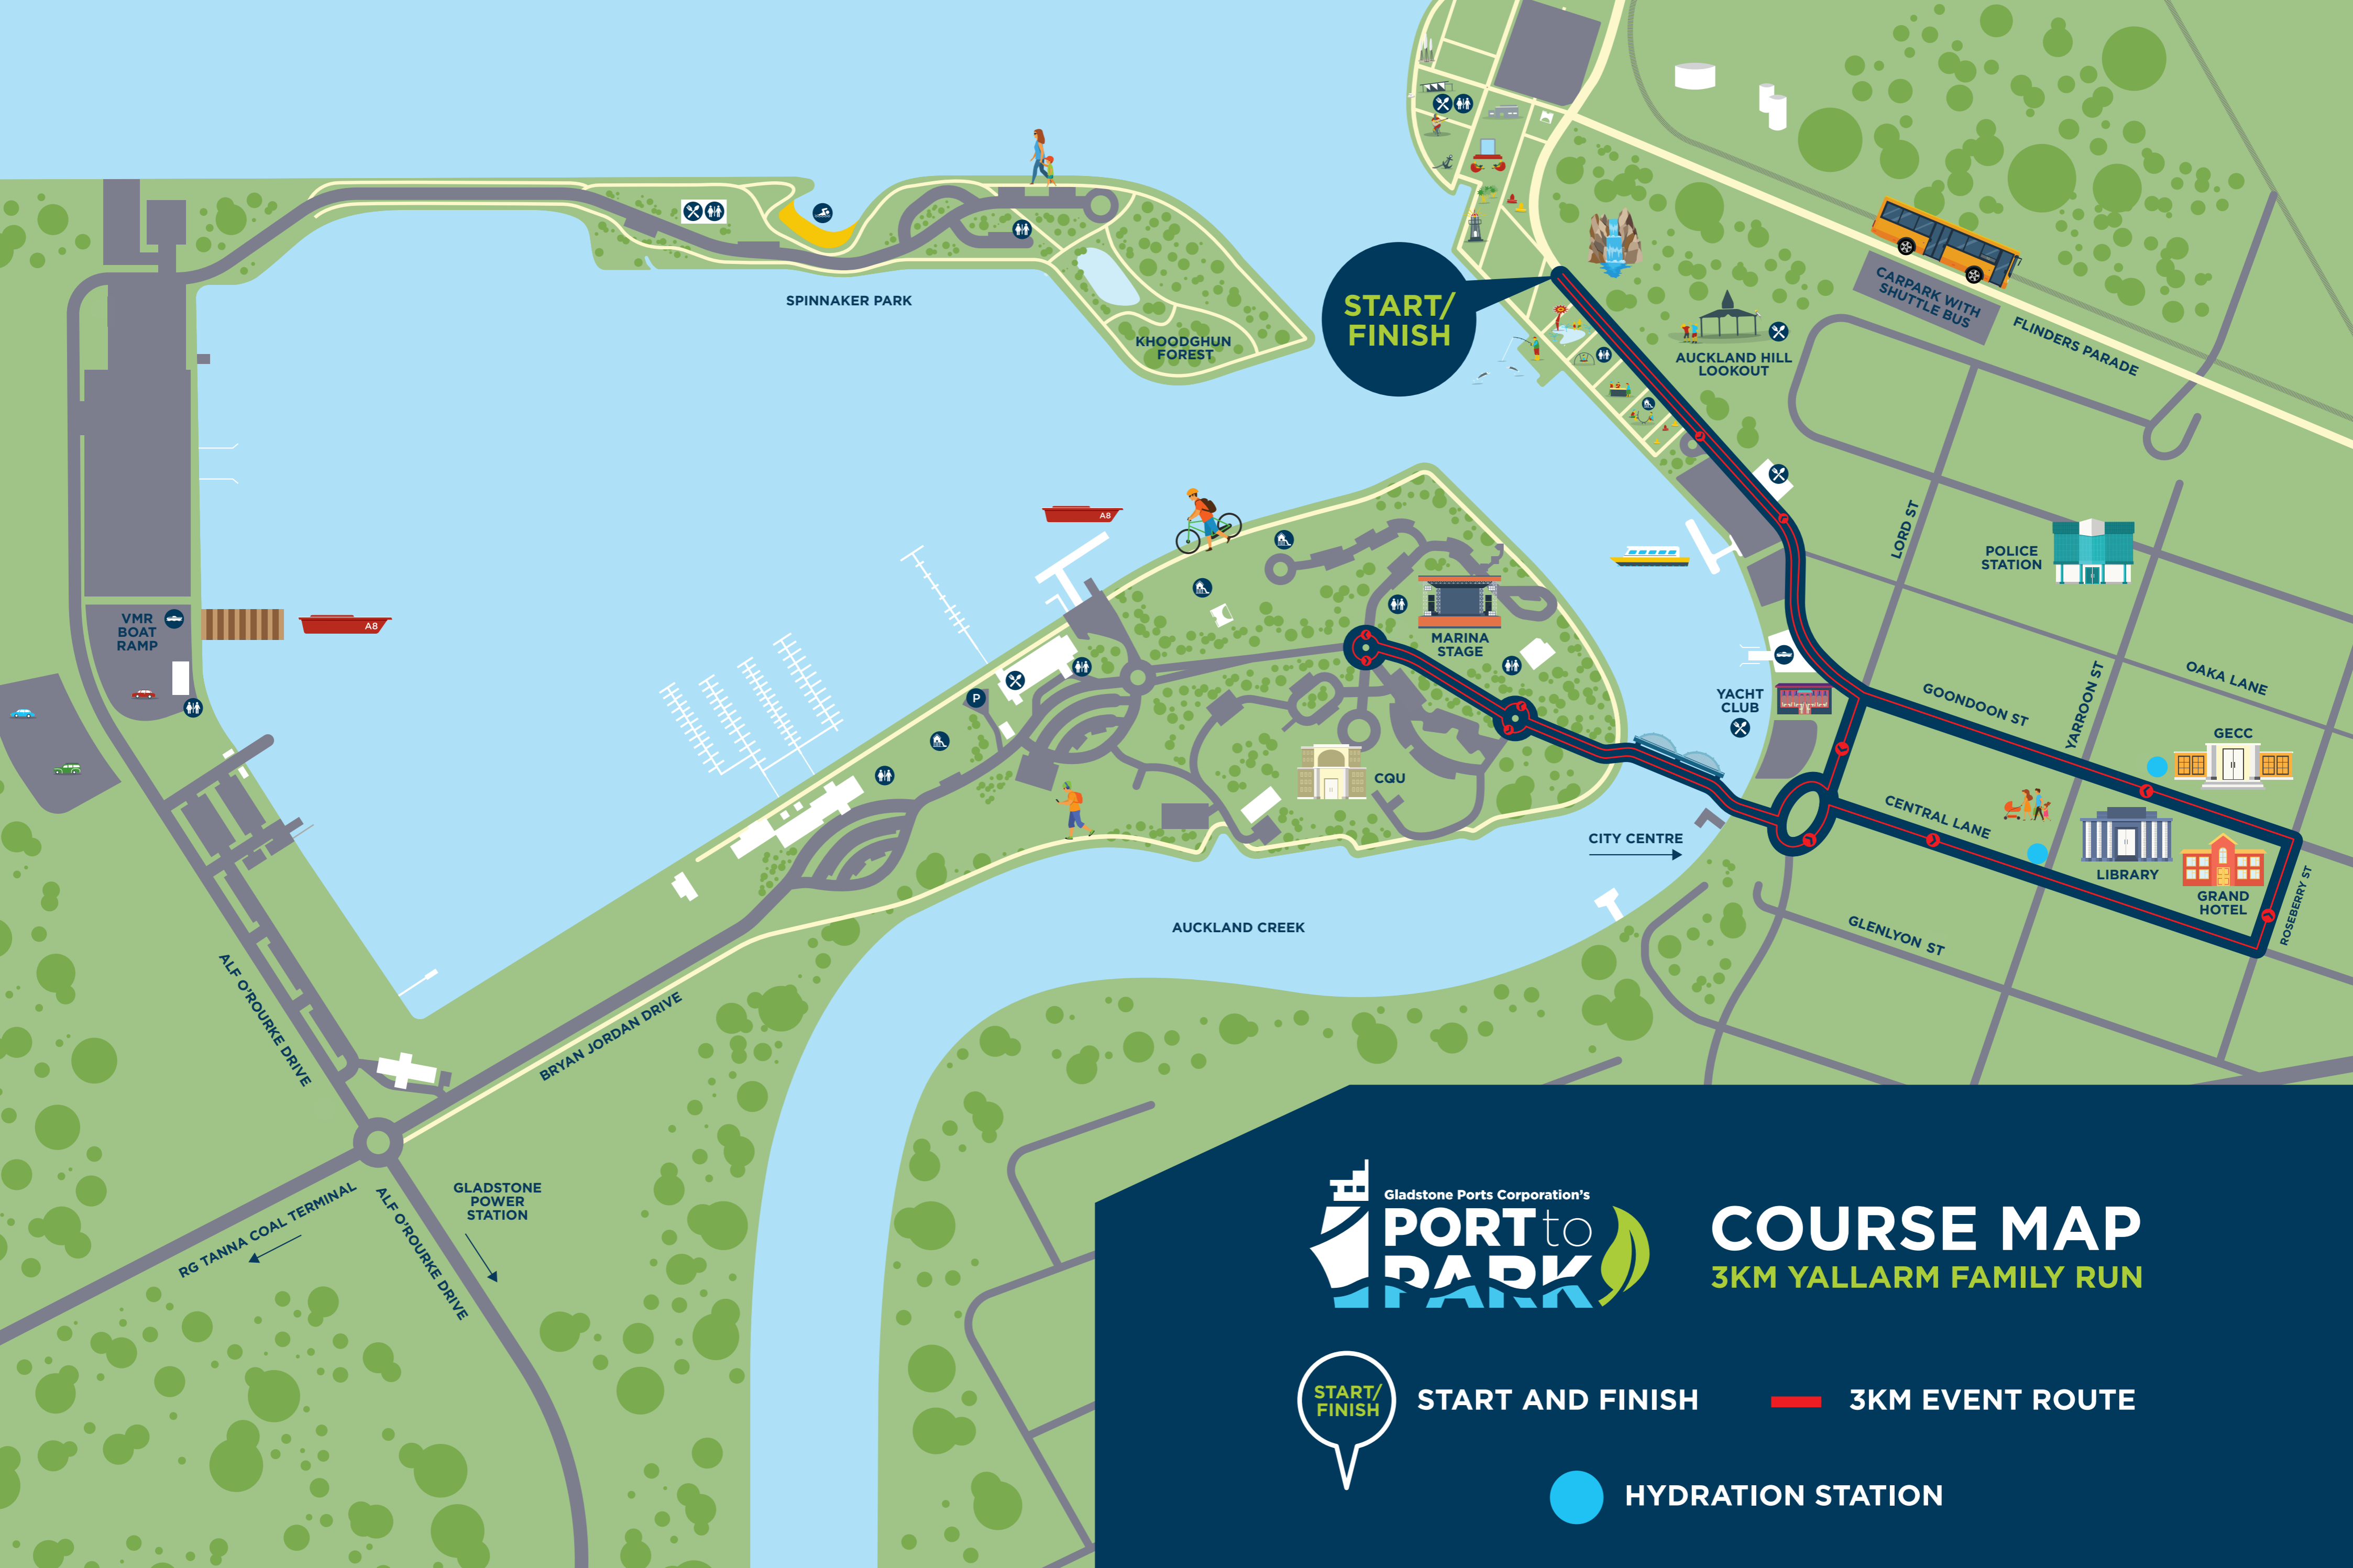 START/
FINISH
SPINNAKER PARK
KHOODGHUN
FOREST
CARPARK WITH
SHUTTLE BUS
FLINDERS PARADE
AUCKLAND HILL
LOOKOUT
LORD ST
POLICE
STATION
A8
A8
VMR
BOAT
RAMP
P
MARINA
STAGE
YACHT
CLUB
GOONDOON ST
YARROON ST
OAKA LANE
GECC
CQU
CITY CENTRE
CENTRAL LANE
LIBRARY
GRAND
HOTEL
ROSEBERRY ST
GLENLYON ST
AUCKLAND CREEK
ALF O'ROURKE DRIVE
BRYAN JORDAN DRIVE
RG TANNA COAL TERMINAL
ALF O'ROURKE DRIVE
GLADSTONE
POWER
STATION
Gladstone Ports Corporation's
PORT to
PARK
COURSE MAP
3KM YALLARM FAMILY RUN
START/
FINISH
START AND FINISH
3KM EVENT ROUTE
HYDRATION STATION